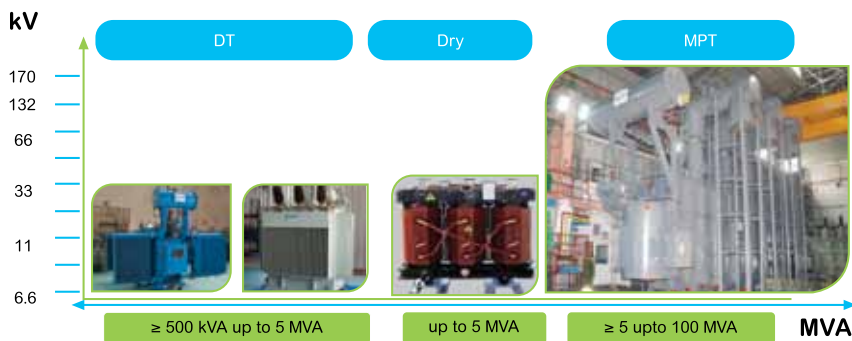 kV
DT
Dry
MPT
170
132
66
33
11
6.6
≥ 500 kVA up to 5 MVA
up to 5 MVA
≥ 5 upto 100 MVA
MVA